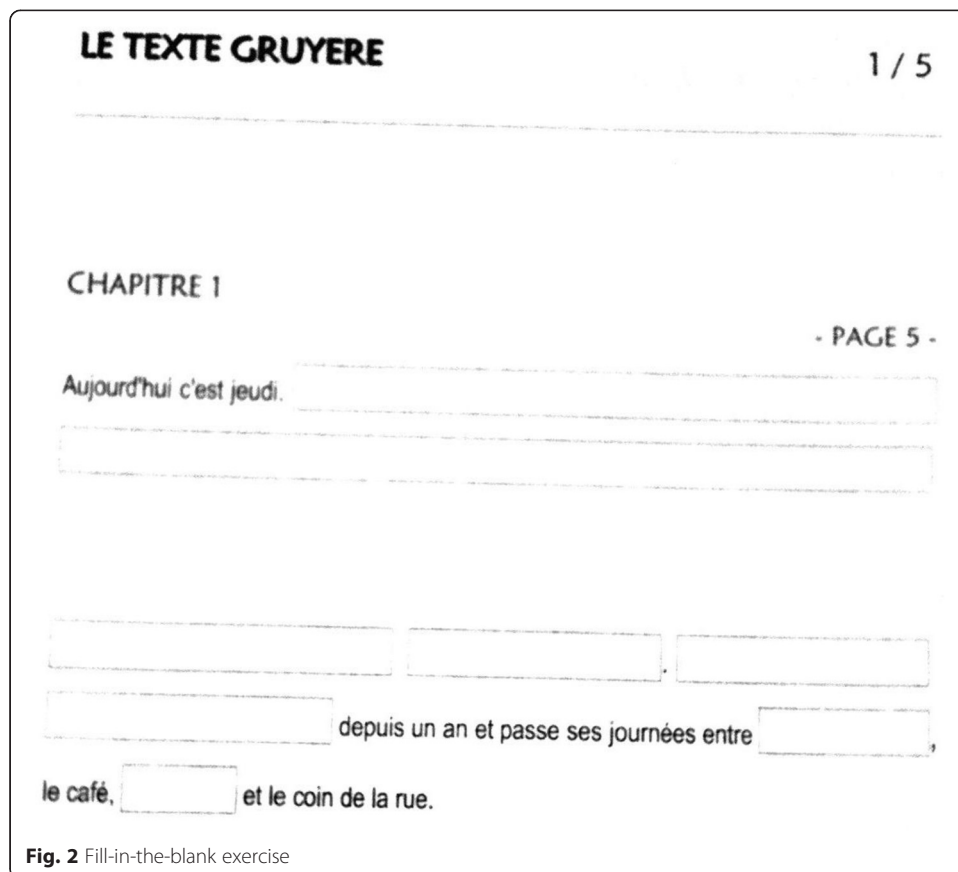 LE TEXTE GRUYERE
1 / 5
CHAPITRE 1
- PAGE 5 -
Aujourd'hui c'est jeudi.
.
depuis un an et passe ses journées entre ,
le café, et le coin de la rue.
Fig. 2 Fill-in-the-blank exercise